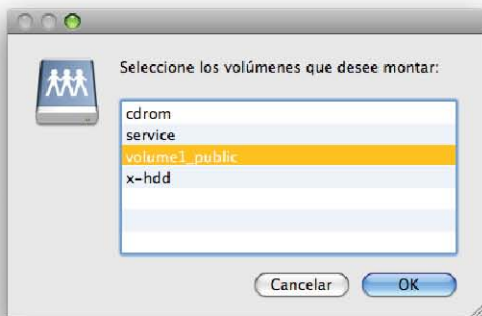 Seleccione los volúmenes que desee montar:
cdrom
service
volume1_public
x-hdd
Cancelar
OK